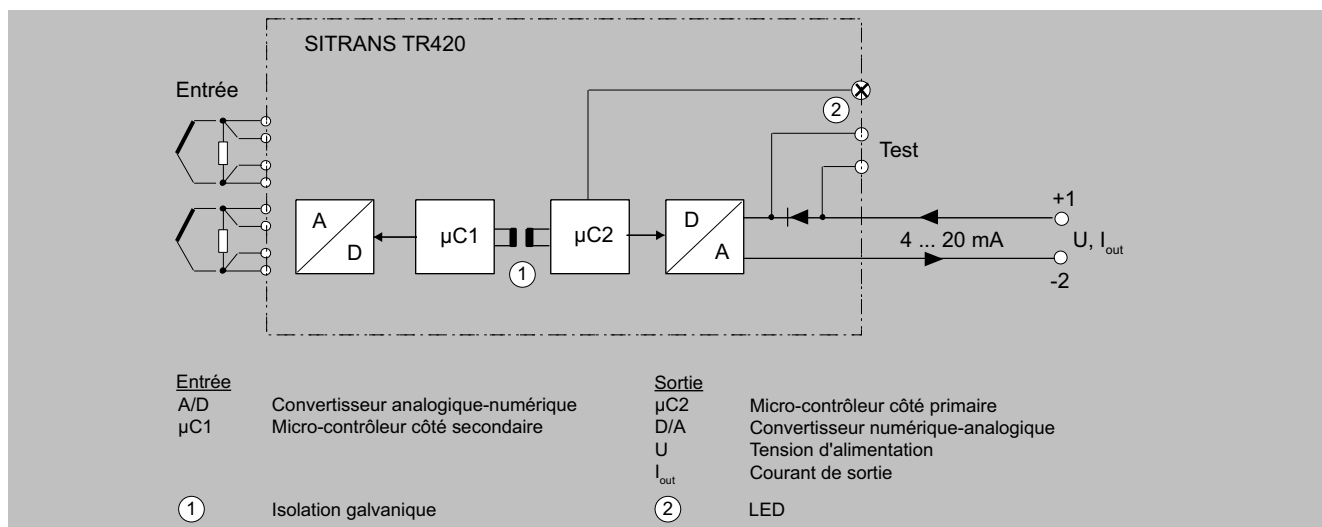 SITRANS TR420
Entrée
2
Test
A
D
µC1
1
µC2
D
A
+1
4 ... 20 mA
U, Iout
-2
Entrée
A/D Convertisseur analogique-numérique
µC1 Micro-contrôleur côté secondaire
1 Isolation galvanique
Sortie
µC2 Micro-contrôleur côté primaire
D/A Convertisseur numérique-analogique
U Tension d'alimentation
Iout Courant de sortie
2 LED